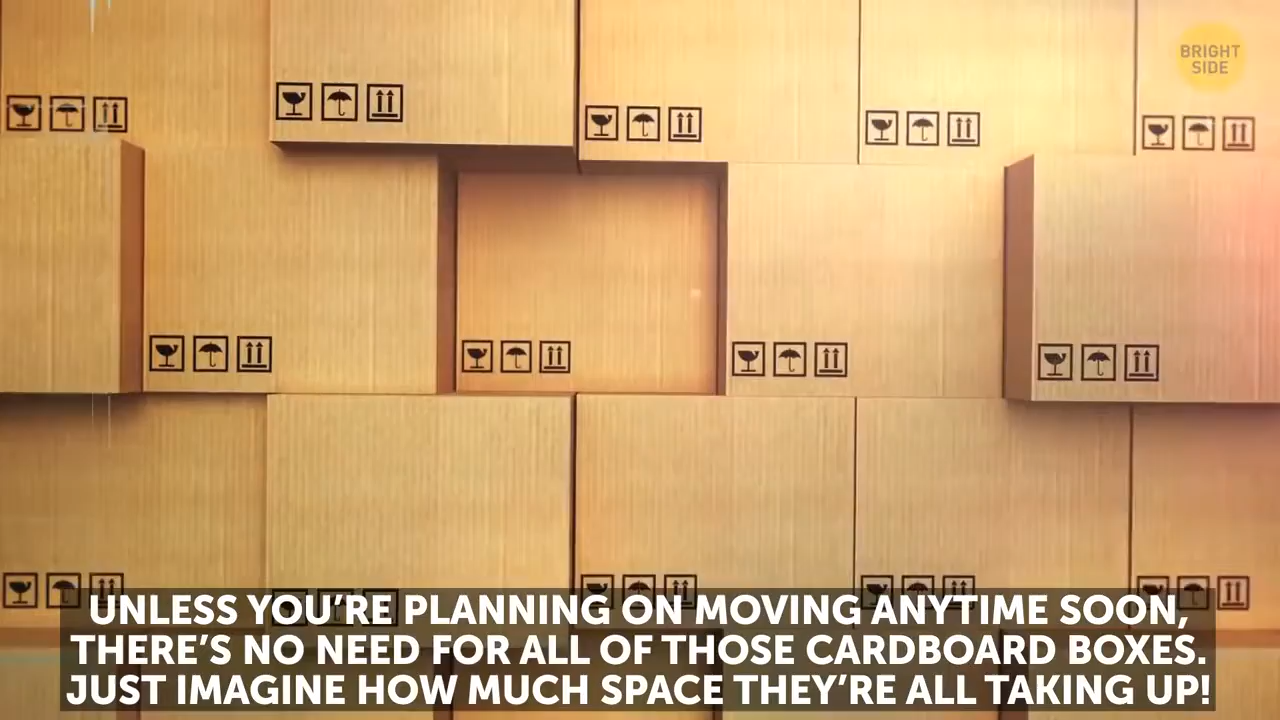 BRIGHT
SIDE
UNLESS YOU’RE PLANNING ON MOVING ANYTIME SOON,
THERE’S NO NEED FOR ALL OF THOSE CARDBOARD BOXES.
JUST IMAGINE HOW MUCH SPACE THEY’RE ALL TAKING UP!